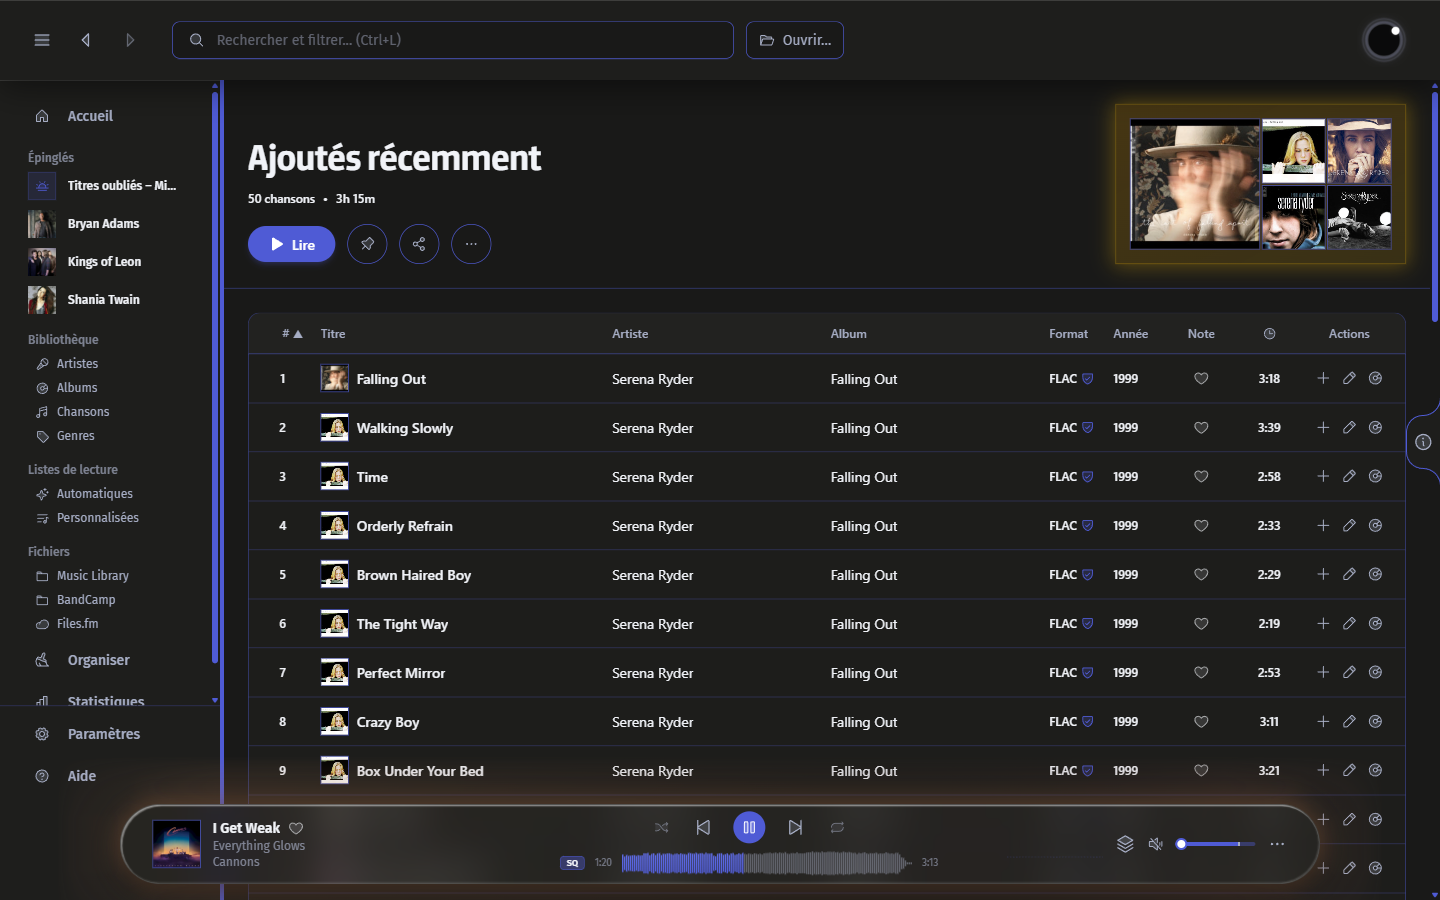 Rechercher et filtrer... (Ctrl+L)
Ouvrir...
Accueil
Épinglés
Titres oubliés – Mi...
Bryan Adams
Kings of Leon
Shania Twain
Bibliothèque
Artistes
Albums
Chansons
Genres
Listes de lecture
Automatiques
Personnalisées
Fichiers
Music Library
BandCamp
Files.fm
Organiser
Statistiques
Paramètres
Aide
Ajoutés récemment
50 chansons • 3h 15m
Lire
serena ryder
# Titre Artiste Album Format Année Note Actions
1 Falling Out Serena Ryder Falling Out FLAC 1999 3:18
2 Walking Slowly Serena Ryder Falling Out FLAC 1999 3:39
3 Time Serena Ryder Falling Out FLAC 1999 2:58
4 Orderly Refrain Serena Ryder Falling Out FLAC 1999 2:33
5 Brown Haired Boy Serena Ryder Falling Out FLAC 1999 2:29
6 The Tight Way Serena Ryder Falling Out FLAC 1999 2:19
7 Perfect Mirror Serena Ryder Falling Out FLAC 1999 2:53
8 Crazy Boy Serena Ryder Falling Out FLAC 1999 3:11
9 Box Under Your Bed Serena Ryder Falling Out FLAC 1999 3:21
I Get Weak
Everything Glows
Cannons
SQ 1:20 3:13